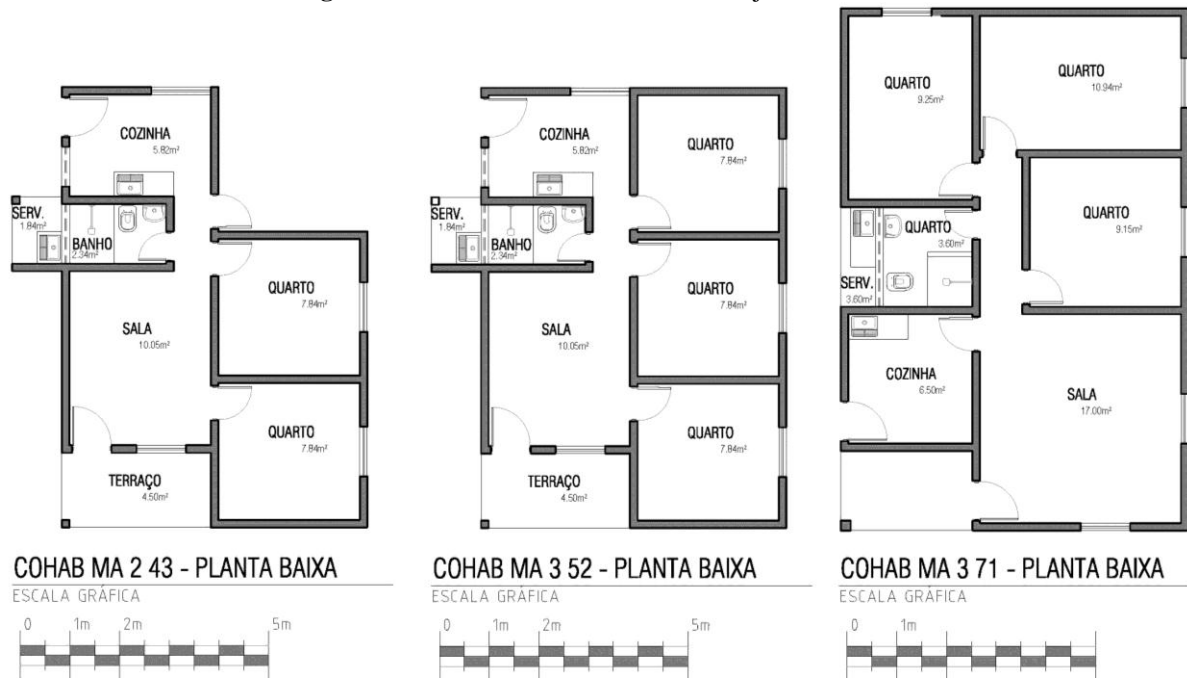 COZINHA
5.82m²
SERV.
1.84m²
BANHO
2.34m²
QUARTO
7.84m²
SALA
10.05m²
QUARTO
7.84m²
TERRAÇO
4.50m²
COHAB MA 2 43 - PLANTA BAIXA
ESCALA GRÁFICA
0 1m 2m 5m
COZINHA
5.82m²
QUARTO
7.84m²
SERV.
1.84m²
BANHO
2.34m²
QUARTO
7.84m²
SALA
10.05m²
QUARTO
7.84m²
TERRAÇO
4.50m²
COHAB MA 3 52 - PLANTA BAIXA
ESCALA GRÁFICA
0 1m 2m 5m
QUARTO
9.25m²
QUARTO
10.94m²
QUARTO
3.60m²
QUARTO
9.15m²
SERV.
3.60m²
COZINHA
6.50m²
SALA
17.00m²
COHAB MA 3 71 - PLANTA BAIXA
ESCALA GRÁFICA
0 1m